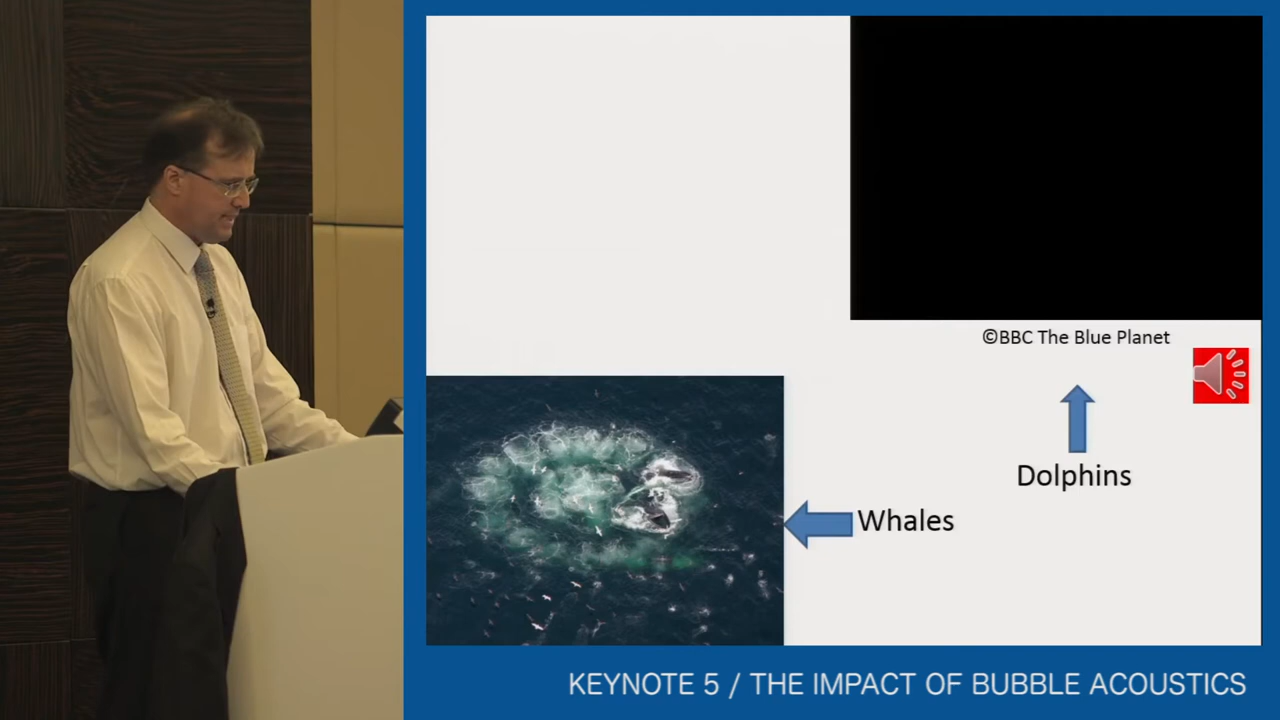 ©BBC The Blue Planet
Dolphins
Whales
KEYNOTE 5 / THE IMPACT OF BUBBLE ACOUSTICS